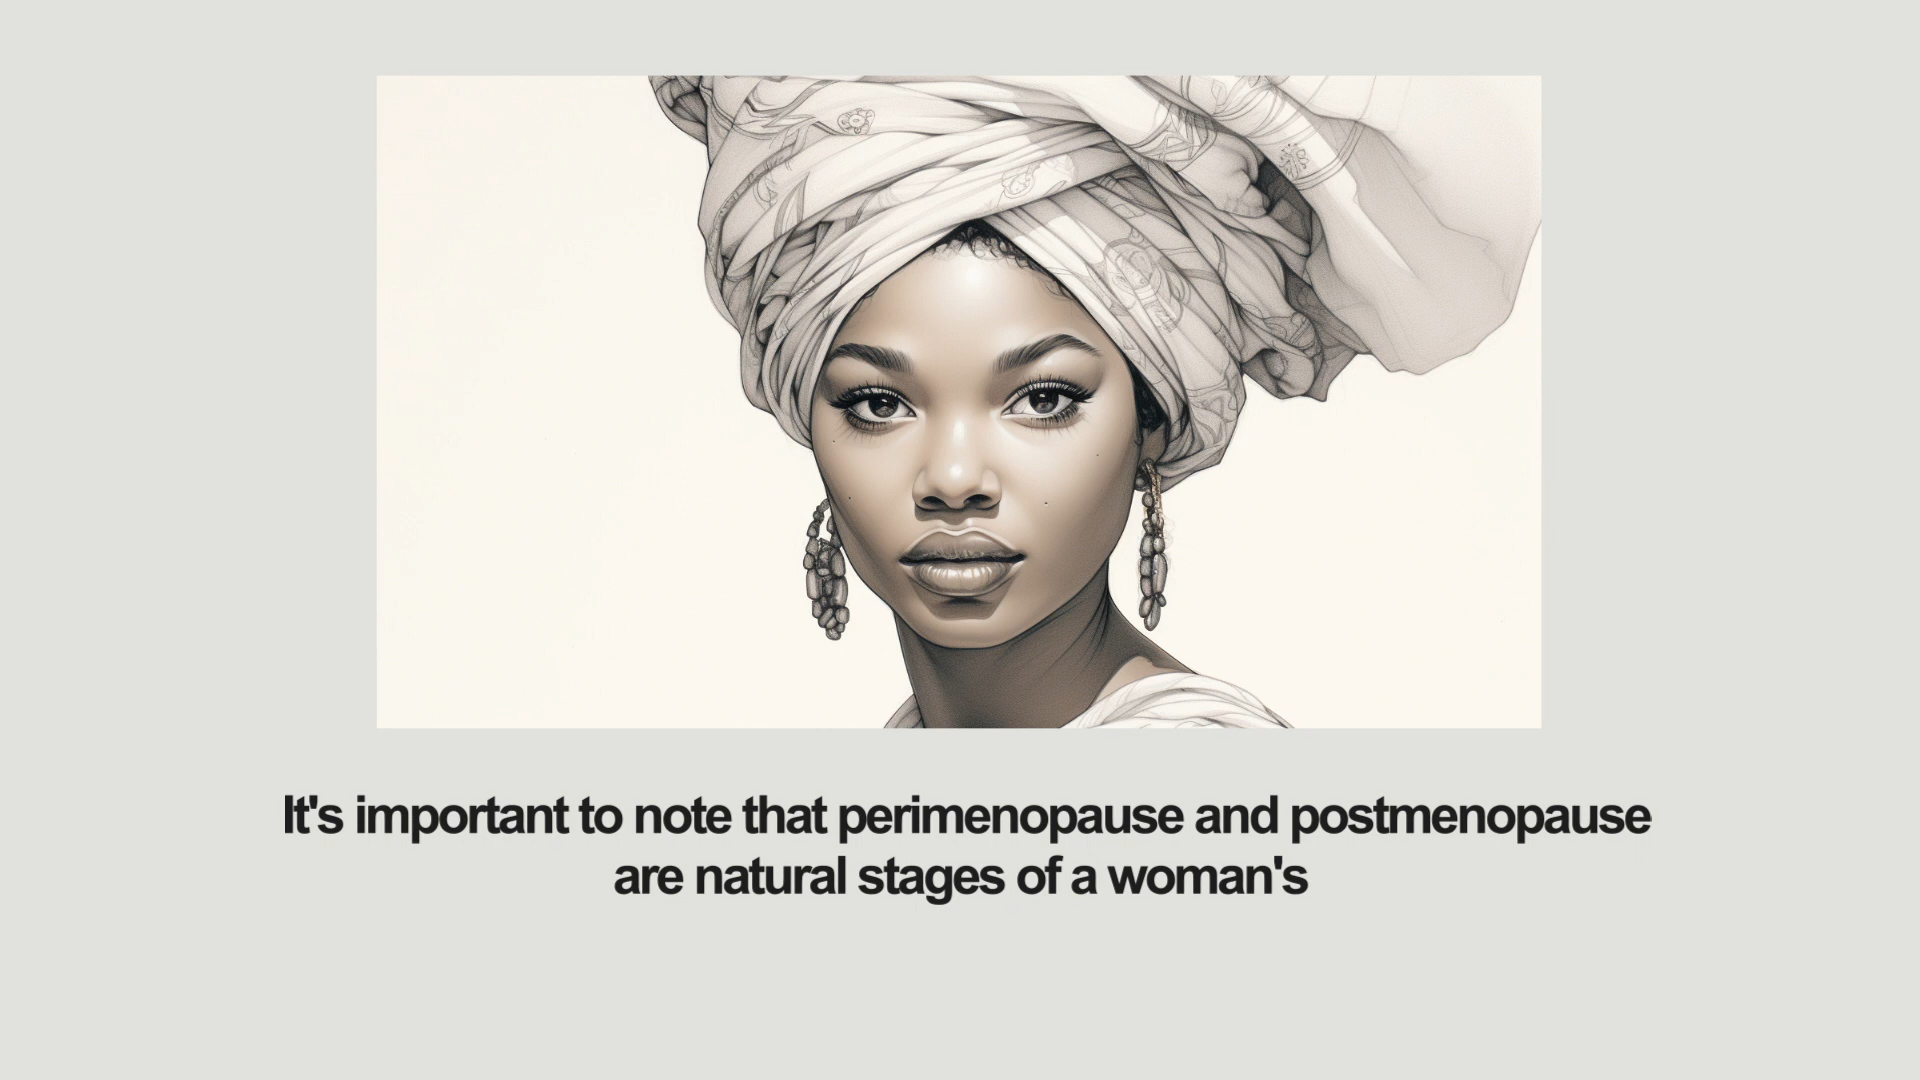 It's important to note that perimenopause and postmenopause
are natural stages of a woman's